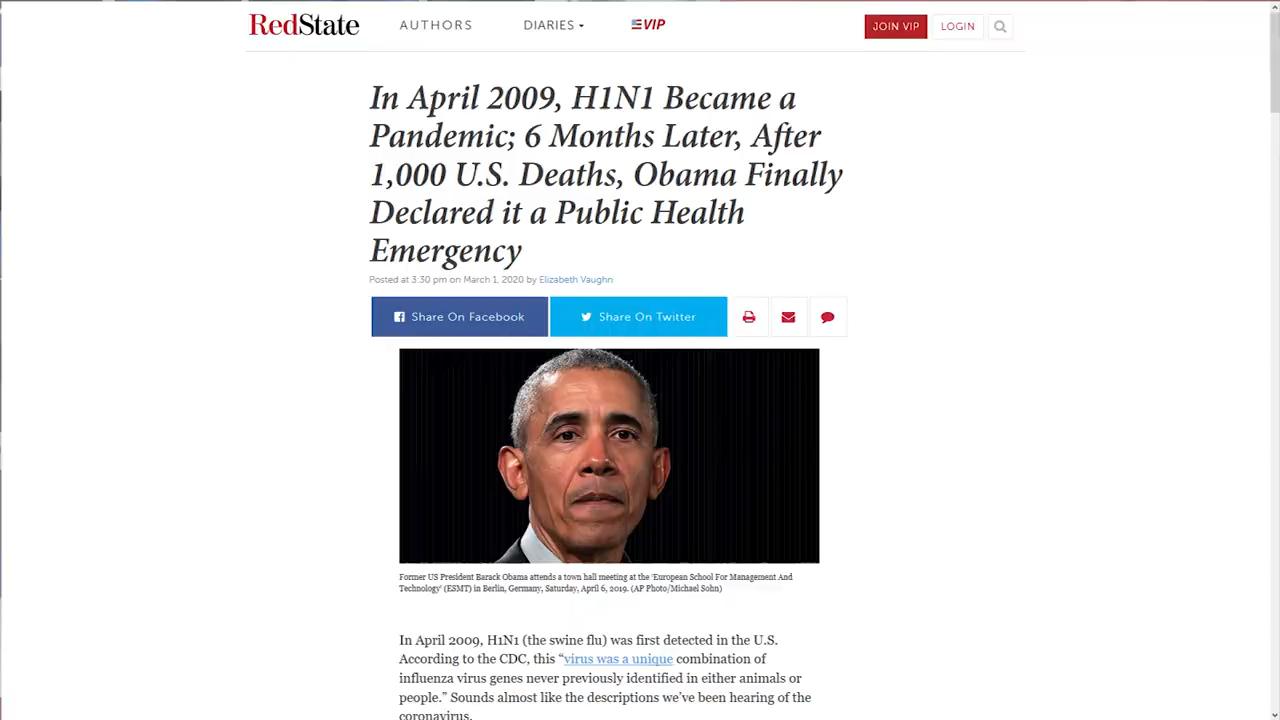 RedState AUTHORS DIARIES VIP JOIN VIP LOGIN
In April 2009, H1N1 Became a
Pandemic; 6 Months Later, After
1,000 U.S. Deaths, Obama Finally
Declared it a Public Health
Emergency
Posted at 3:30 pm on March 1, 2020 by Elizabeth Vaughn
Share On Facebook Share On Twitter
Former US President Barack Obama attends a town hall meeting at the 'European School For Management And
Technology' (ESMT) in Berlin, Germany, Saturday, April 6, 2019. (AP Photo/Michael Sohn)
In April 2009, H1N1 (the swine flu) was first detected in the U.S.
According to the CDC, this “virus was a unique combination of
influenza virus genes never previously identified in either animals or
people.” Sounds almost like the descriptions we’ve been hearing of the
coronavirus.